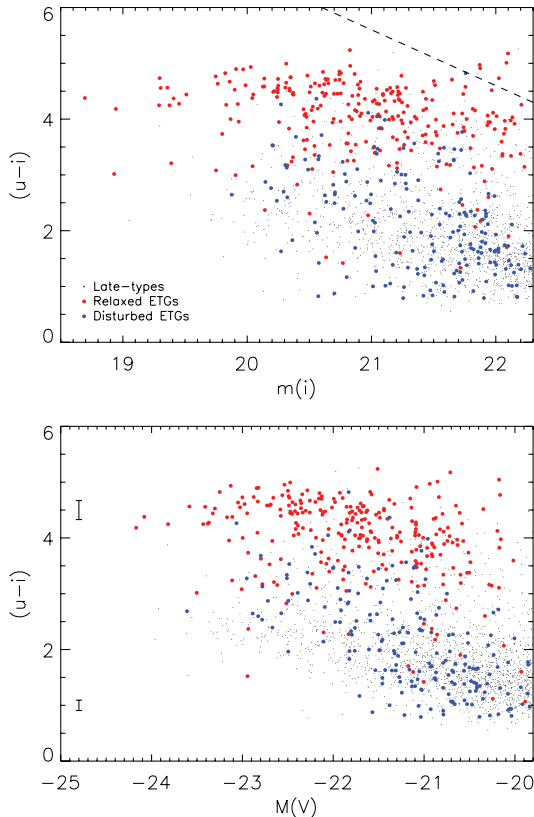 6
4
2
0
(u−i)
Late−types
Relaxed ETGs
Disturbed ETGs
19 20 21 22
m(i)
6
4
2
0
(u−i)
−25 −24 −23 −22 −21 −20
M(V)